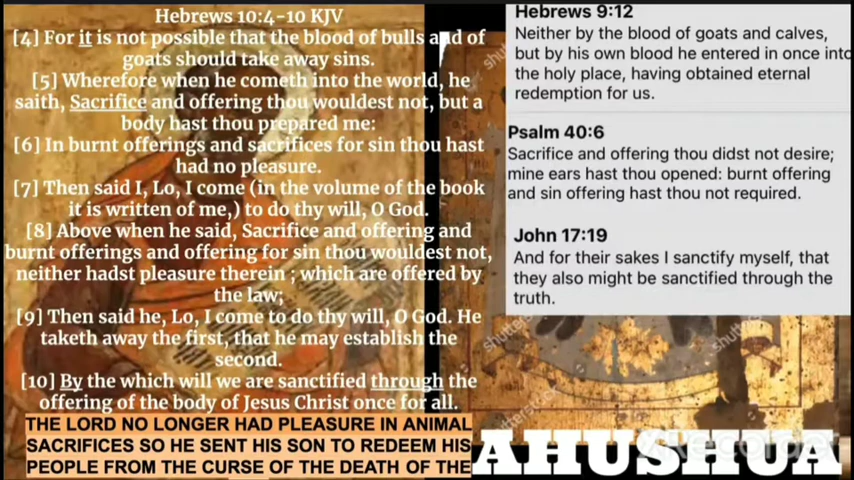 Hebrews 10:4-10 KJV
[4] For it is not possible that the blood of bulls and of
goats should take away sins.
[5] Wherefore when he cometh into the world, he
saith, Sacrifice and offering thou wouldest not, but a
body hast thou prepared me:
[6] In burnt offerings and sacrifices for sin thou hast
had no pleasure.
[7] Then said I, Lo, I come (in the volume of the book
it is written of me,) to do thy will, O God.
[8] Above when he said, Sacrifice and offering and
burnt offerings and offering for sin thou wouldest not,
neither hadst pleasure therein ; which are offered by
the law;
[9] Then said he, Lo, I come to do thy will, O God. He
taketh away the first, that he may establish the
second.
[10] By the which will we are sanctified through the
offering of the body of Jesus Christ once for all.
THE LORD NO LONGER HAD PLEASURE IN ANIMAL
SACRIFICES SO HE SENT HIS SON TO REDEEM HIS
PEOPLE FROM THE CURSE OF THE DEATH OF THE
Hebrews 9:12
Neither by the blood of goats and calves,
but by his own blood he entered in once into
the holy place, having obtained eternal
redemption for us.
Psalm 40:6
Sacrifice and offering thou didst not desire;
mine ears hast thou opened: burnt offering
and sin offering hast thou not required.
John 17:19
And for their sakes I sanctify myself, that
they also might be sanctified through the
truth.
AHUSHUA